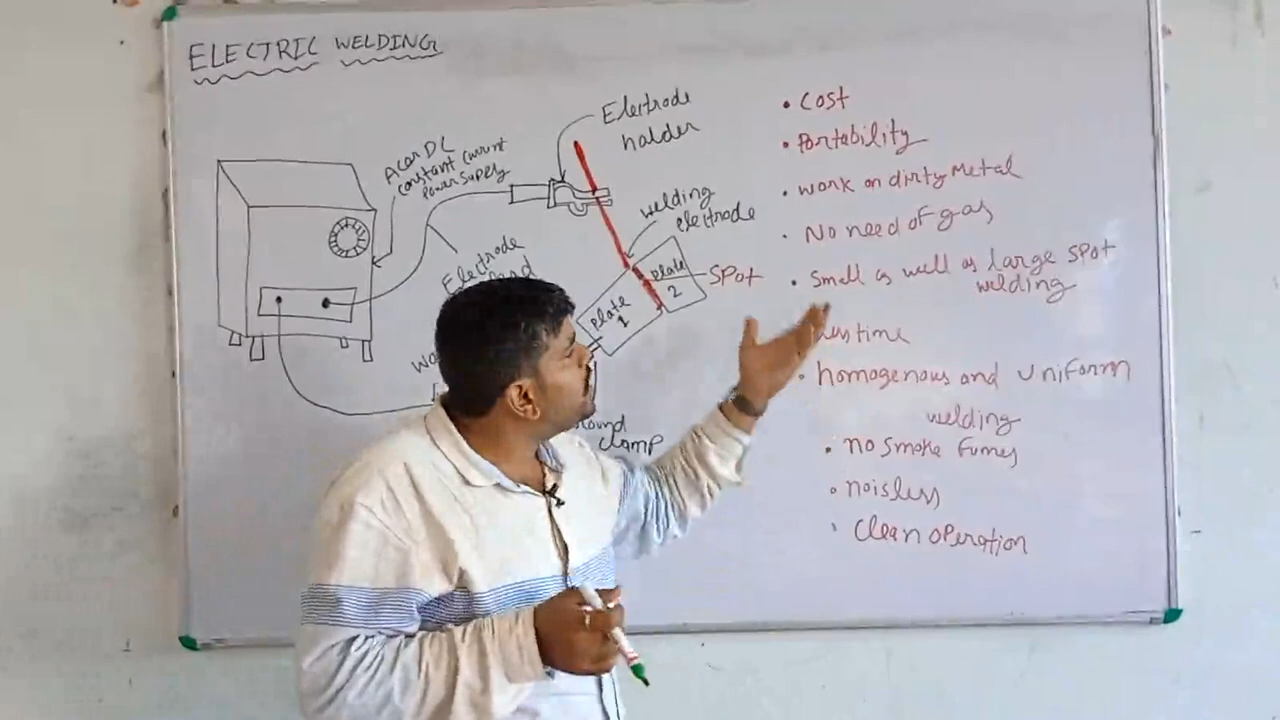 ELECTRIC WELDING
AC or DC
constant current
power supply
Electrode
holder
welding
electrode
Electrode
plate
1
plate
2
SPOT
clamp
• Cost
• Portability
• work on dirty Metal
• No need of gas
• Small as well as large spot
welding
time
• homogenous and Uniform
welding
• no smoke Fumes
• noisless
• Clean operation